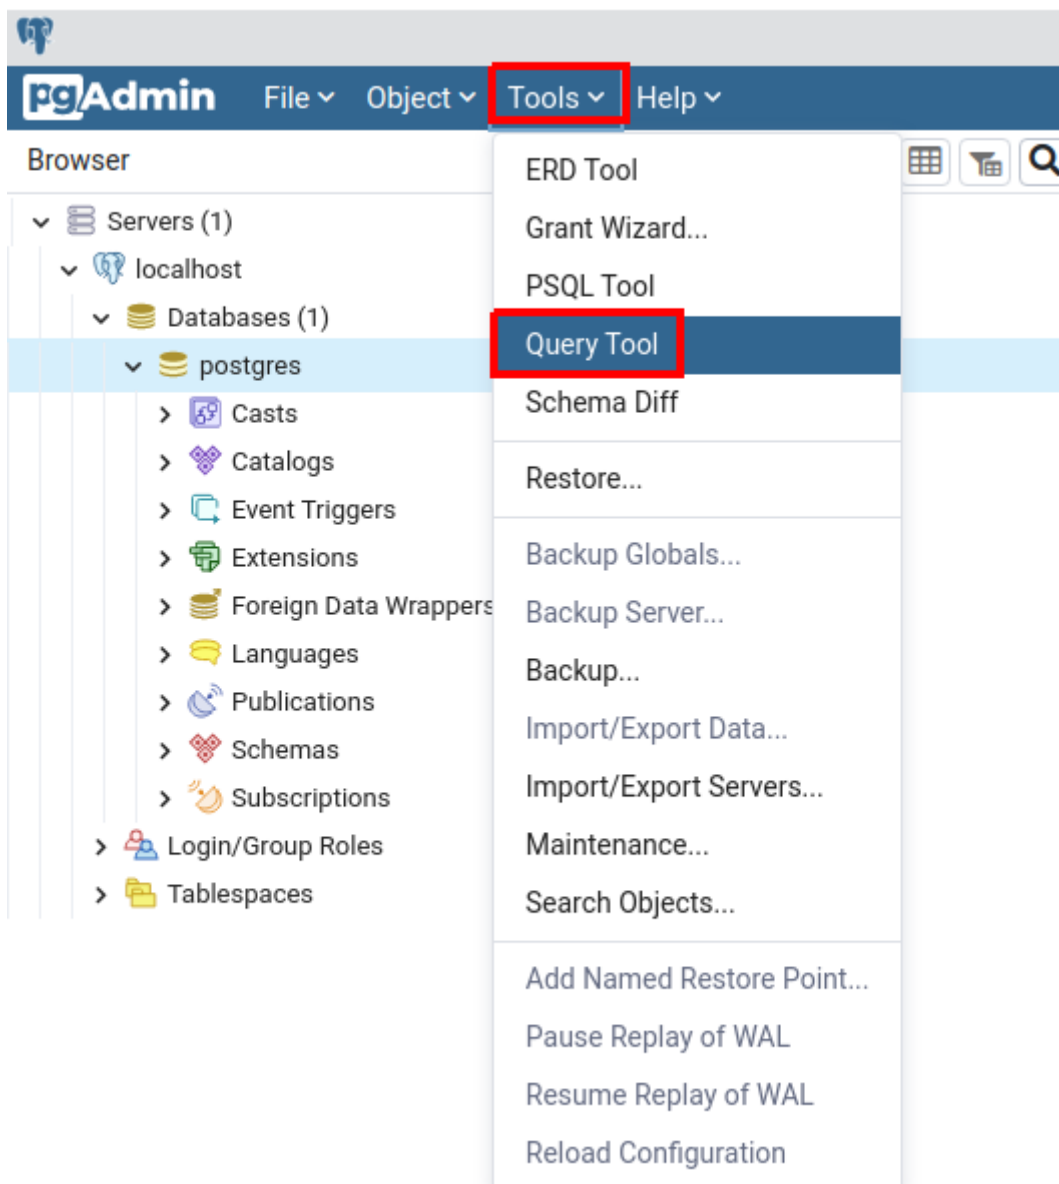 pgAdmin File Object Tools Help
Browser
Servers (1)
localhost
Databases (1)
postgres
Casts
Catalogs
Event Triggers
Extensions
Foreign Data Wrappers
Languages
Publications
Schemas
Subscriptions
Login/Group Roles
Tablespaces
ERD Tool
Grant Wizard...
PSQL Tool
Query Tool
Schema Diff
Restore...
Backup Globals...
Backup Server...
Backup...
Import/Export Data...
Import/Export Servers...
Maintenance...
Search Objects...
Add Named Restore Point...
Pause Replay of WAL
Resume Replay of WAL
Reload Configuration